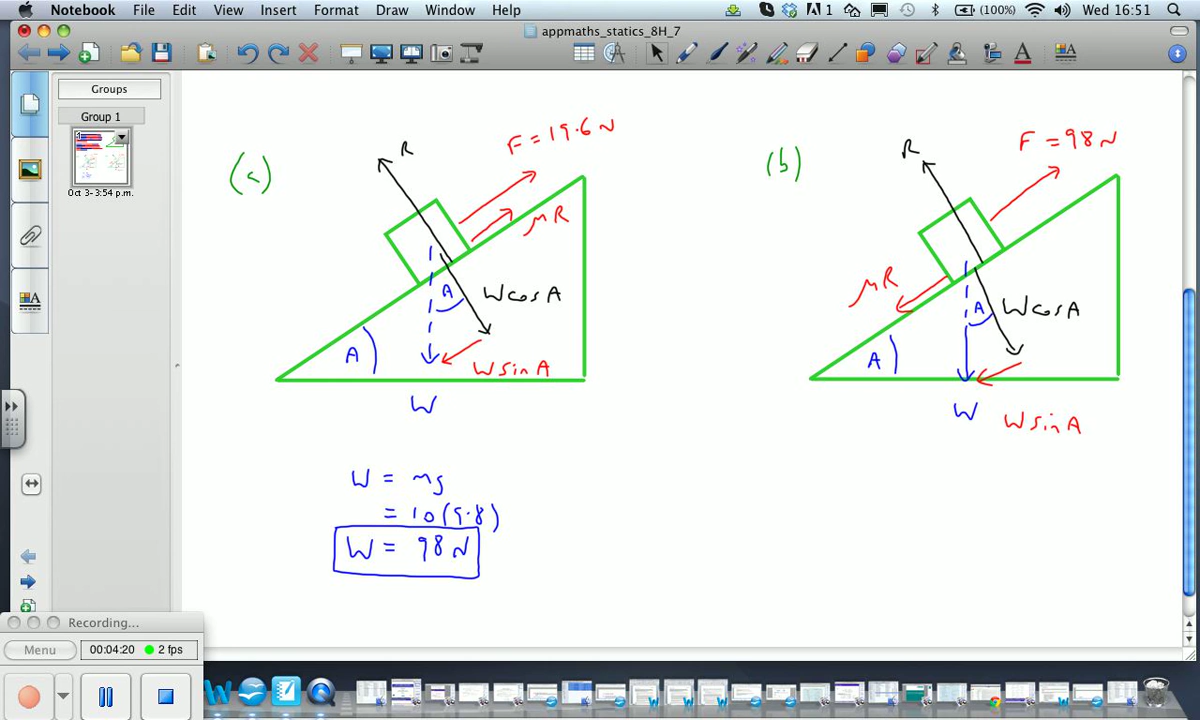 Notebook File Edit View Insert Format Draw Window Help
1 (100%) Wed 16:51
appmaths_statics_8H_7
Groups
Group 1
Oct 3-3:54 p.m.
(a)
R
F = 19.6 N
μR
A
W cos A
A
W sin A
W
W = mg
= 10(9.8)
W = 98 N
(b)
R
F = 98 N
μR
A
W cos A
A
W
W sin A
Recording...
Menu 00:04:20 2 fps